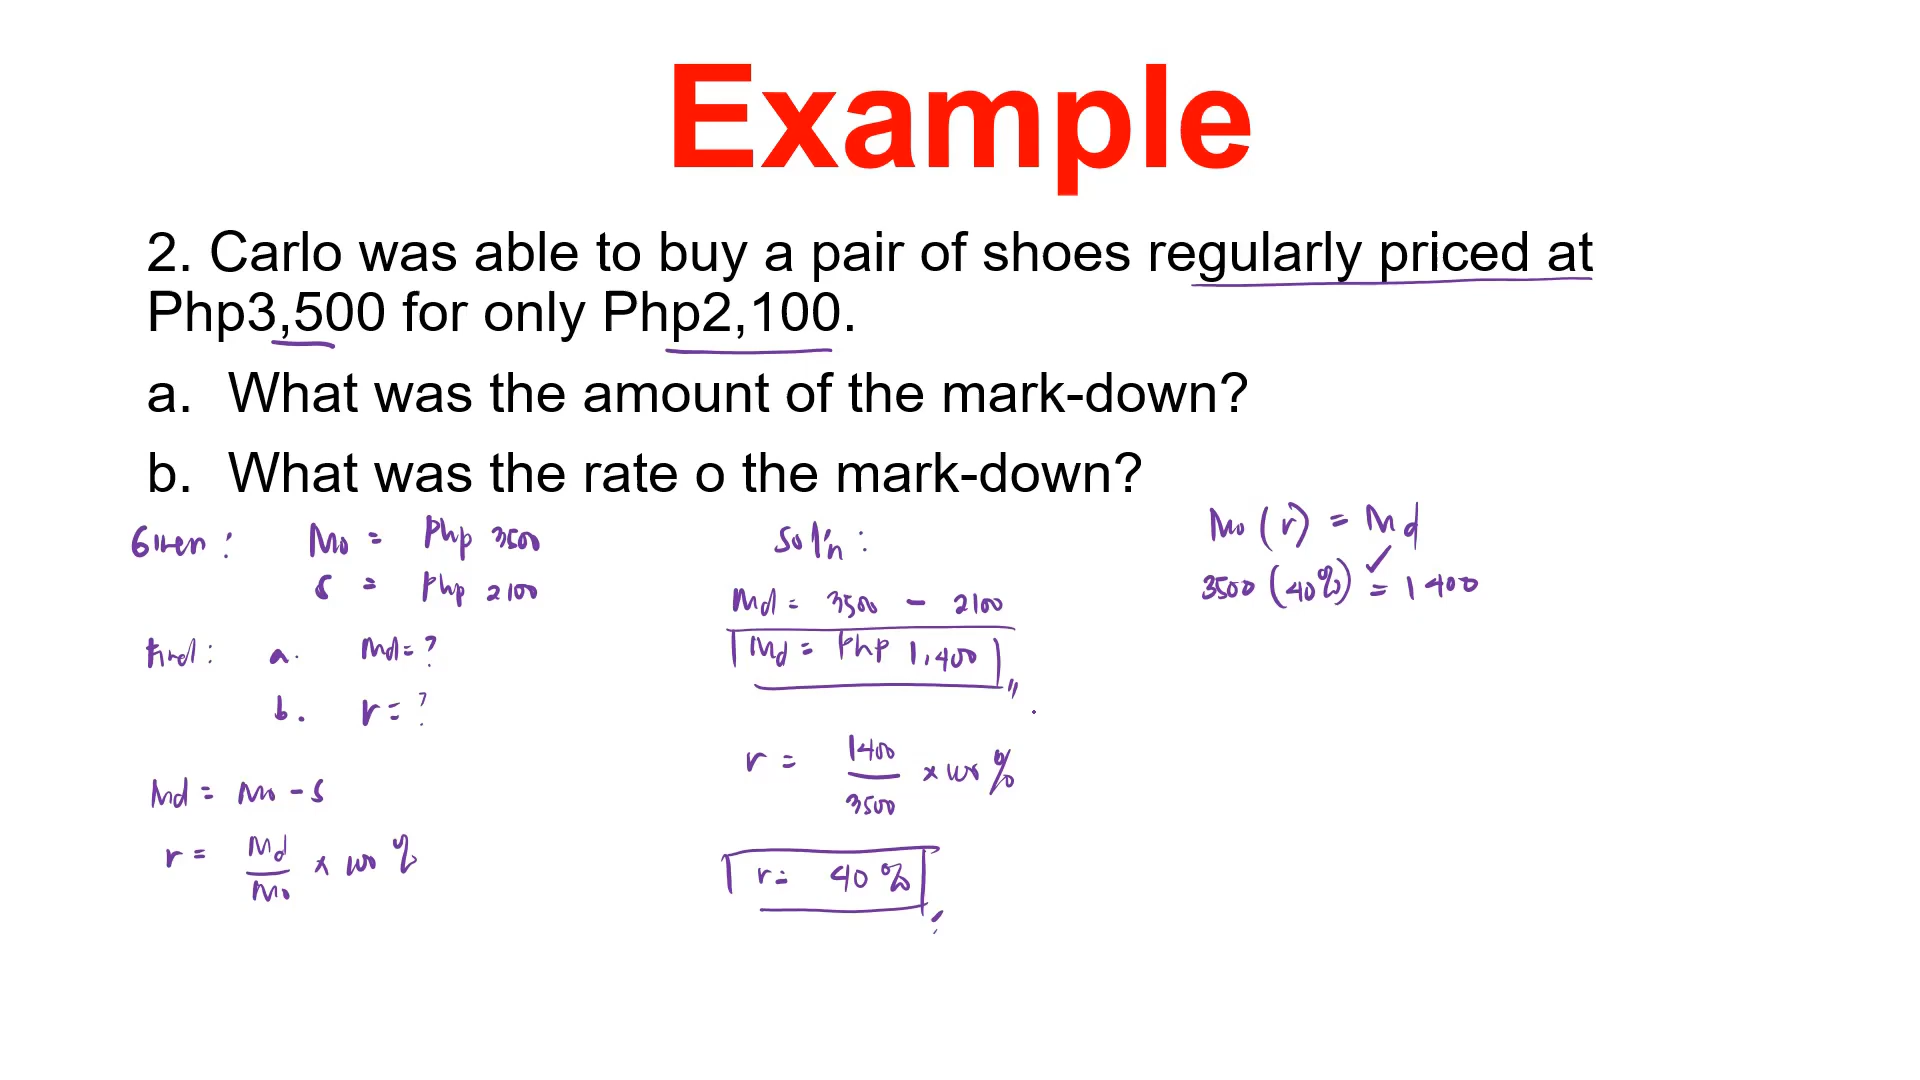 Example
2. Carlo was able to buy a pair of shoes regularly priced at
Php3,500 for only Php2,100.
a. What was the amount of the mark-down?
b. What was the rate o the mark-down?
Given: Mo = Php 3500
S = Php 2100
Find: a. Md = ?
b. r = ?
Md = Mo - S
r = Md/Mo x 100 %
Sol'n:
Md = 3500 - 2100
Md = Php 1,400
r = 1400/3500 x 100 %
r = 40 %
Mo (r) = Md
3500 (40%) = 1400